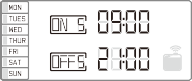 MON
TUES
WED
THUR
FRI
SAT
SUN
ON 5 09:00
OFF5 21:00